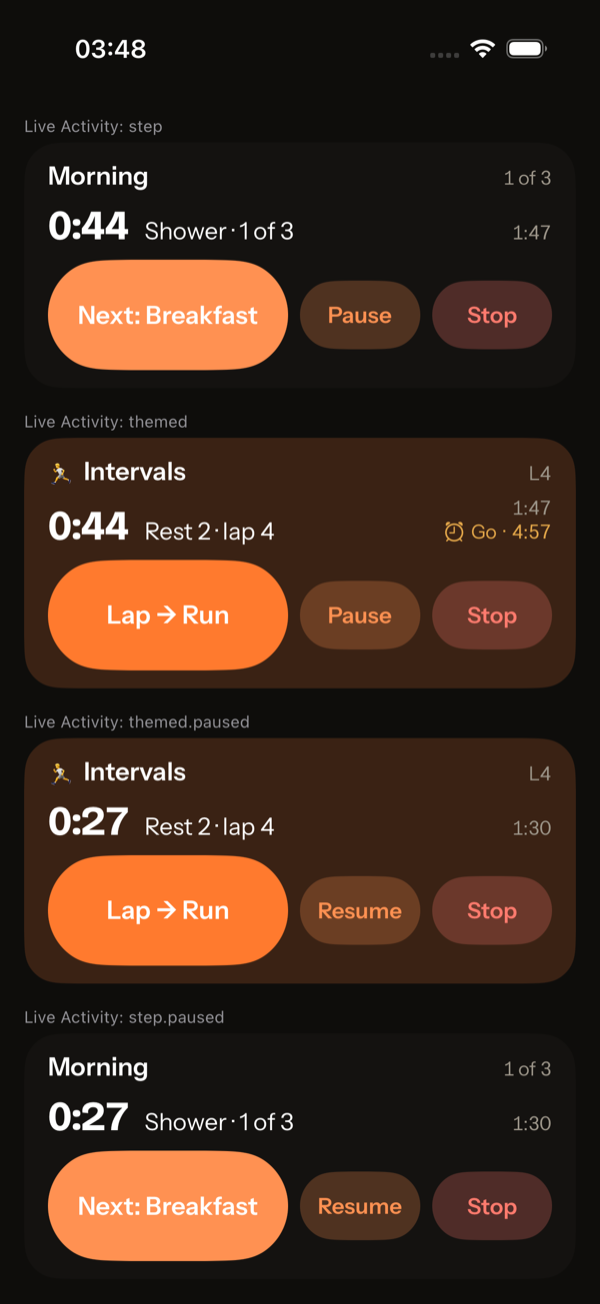 03:48
Live Activity: step
Morning 1 of 3
0:44 Shower · 1 of 3 1:47
Next: Breakfast Pause Stop
Live Activity: themed
Intervals L4
1:47
0:44 Rest 2 · lap 4 Go · 4:57
Lap → Run Pause Stop
Live Activity: themed.paused
Intervals L4
0:27 Rest 2 · lap 4 1:30
Lap → Run Resume Stop
Live Activity: step.paused
Morning 1 of 3
0:27 Shower · 1 of 3 1:30
Next: Breakfast Resume Stop